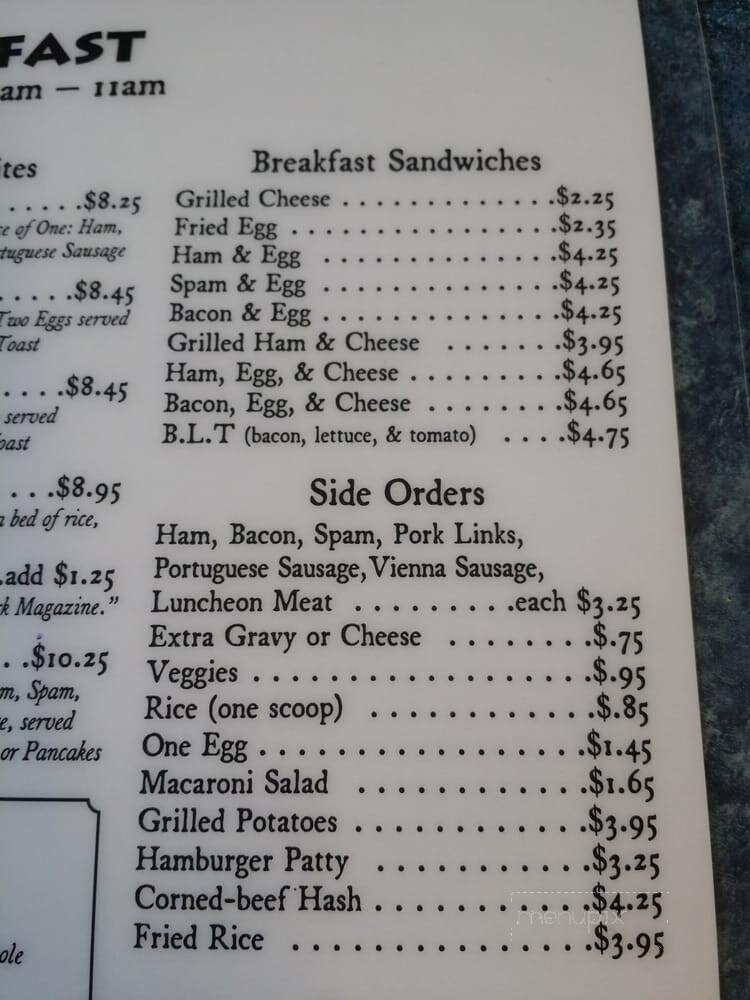 FAST
am – 11am
ites
. . . . .$8.25
ce of One: Ham,
tuguese Sausage
. . . . .$8.45
Two Eggs served
Toast
. . . .$8.45
served
oast
. . .$8.95
a bed of rice,
.add $1.25
rk Magazine.”
. .$10.25
m, Spam,
e, served
or Pancakes
ole
Breakfast Sandwiches
Grilled Cheese . . . . . . . . . . . . . .$2.25
Fried Egg . . . . . . . . . . . . . . . . .$2.35
Ham & Egg . . . . . . . . . . . . . . .$4.25
Spam & Egg . . . . . . . . . . . . . . .$4.25
Bacon & Egg . . . . . . . . . . . . . . .$4.25
Grilled Ham & Cheese . . . . . . .$3.95
Ham, Egg, & Cheese . . . . . . . . .$4.65
Bacon, Egg, & Cheese . . . . . . . .$4.65
B.L.T (bacon, lettuce, & tomato) . . . .$4.75
Side Orders
Ham, Bacon, Spam, Pork Links,
Portuguese Sausage, Vienna Sausage,
Luncheon Meat . . . . . . . . .each $3.25
Extra Gravy or Cheese . . . . . . . .$.75
Veggies . . . . . . . . . . . . . . . . . .$.95
Rice (one scoop) . . . . . . . . . . . .$.85
One Egg . . . . . . . . . . . . . . . . .$1.45
Macaroni Salad . . . . . . . . . . . .$1.65
Grilled Potatoes . . . . . . . . . . . .$3.95
Hamburger Patty . . . . . . . . . . .$3.25
Corned-beef Hash . . . . . . . . . . .$4.25
Fried Rice . . . . . . . . . . . . . . .$3.95
menupix